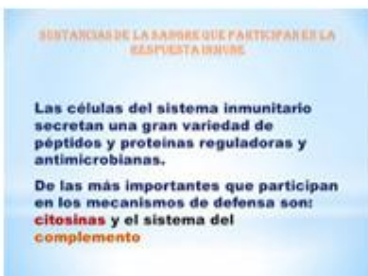 SUSTANCIAS DE LA SANGRE QUE PARTICIPAN EN LA
RESPUESTA INMUNE
Las células del sistema inmunitario
secretan una gran variedad de
péptidos y proteínas reguladoras y
antimicrobianas.
De las más importantes que participan
en los mecanismos de defensa son:
citosinas y el sistema del
complemento